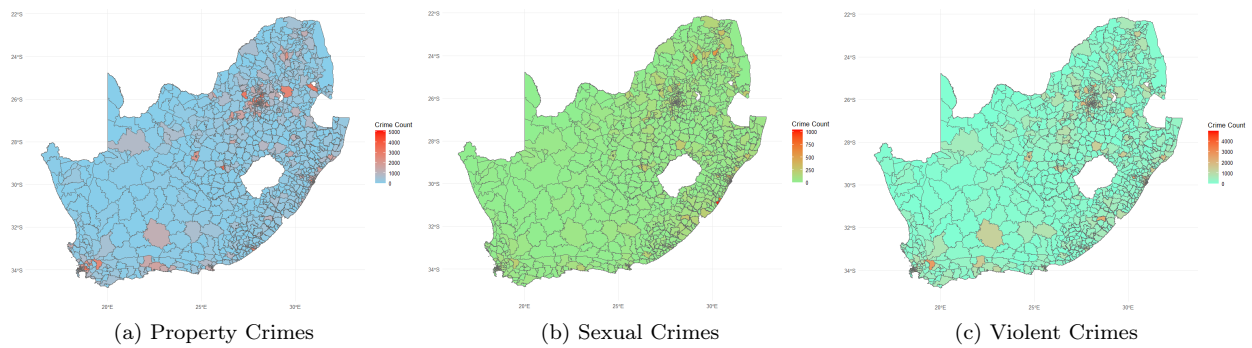 22°S
24°S
26°S
28°S
30°S
32°S
34°S
20°E
25°E
30°E
Crime Count
5000
4000
3000
2000
1000
0
(a) Property Crimes
22°S
24°S
26°S
28°S
30°S
32°S
34°S
20°E
25°E
30°E
Crime Count
1000
750
500
250
0
(b) Sexual Crimes
22°S
24°S
26°S
28°S
30°S
32°S
34°S
20°E
25°E
30°E
Crime Count
5000
4000
3000
2000
1000
0
(c) Violent Crimes